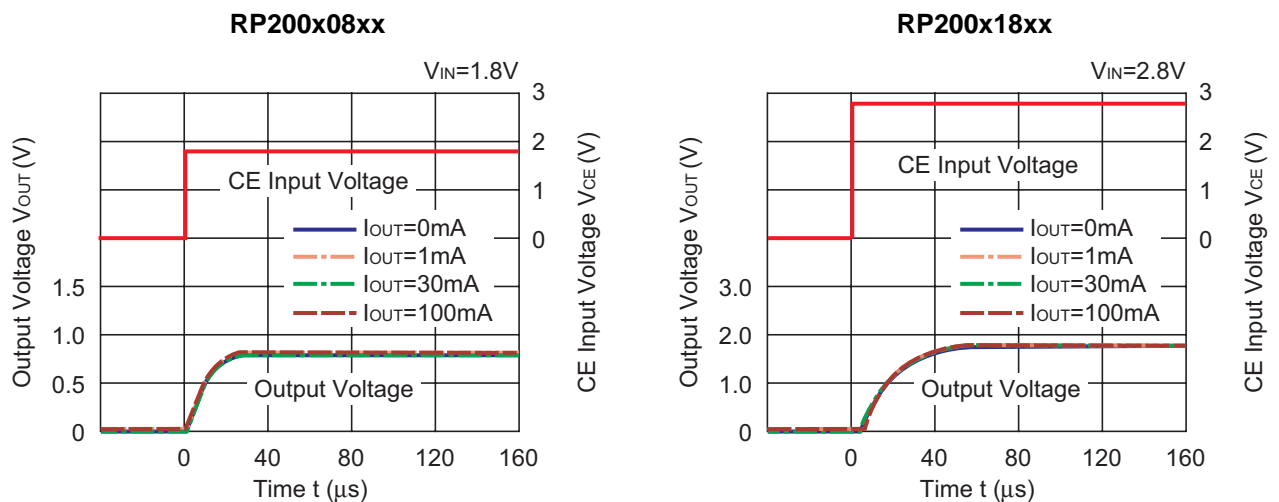 RP200x08xx
VIN=1.8V
Output Voltage VOUT (V)
CE Input Voltage VCE (V)
3
2
1
0
CE Input Voltage
IOUT=0mA
IOUT=1mA
IOUT=30mA
IOUT=100mA
1.5
1.0
0.5
0
Output Voltage
0 40 80 120 160
Time t (μs)
RP200x18xx
VIN=2.8V
Output Voltage VOUT (V)
CE Input Voltage VCE (V)
3
2
1
0
CE Input Voltage
IOUT=0mA
IOUT=1mA
IOUT=30mA
IOUT=100mA
3.0
2.0
1.0
0
Output Voltage
0 40 80 120 160
Time t (μs)